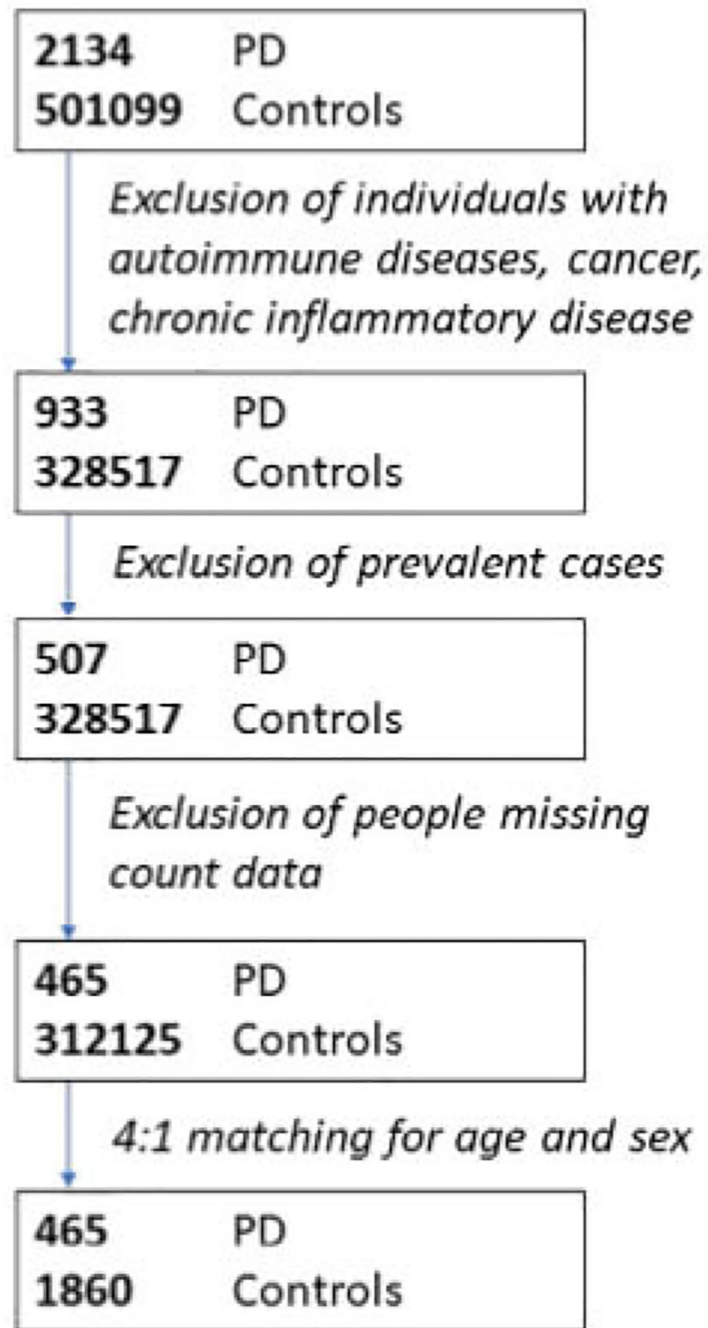 2134 PD
501099 Controls
Exclusion of individuals with
autoimmune diseases, cancer,
chronic inflammatory disease
933 PD
328517 Controls
Exclusion of prevalent cases
507 PD
328517 Controls
Exclusion of people missing
count data
465 PD
312125 Controls
4:1 matching for age and sex
465 PD
1860 Controls